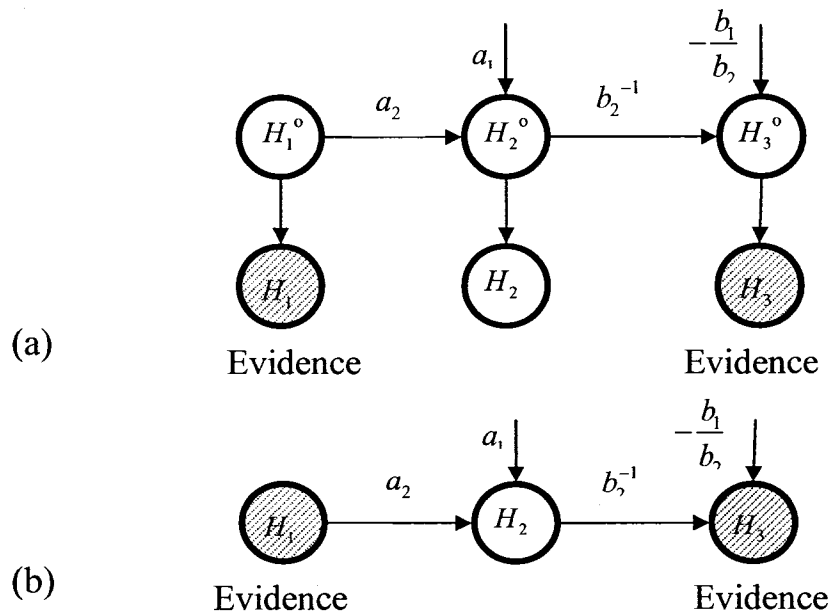 a₁ -b₁/b₂
a₂ b₂⁻¹
H₁° H₂° H₃°
H₁ H₂ H₃
(a)
Evidence Evidence
a₁ -b₁/b₂
a₂ b₂⁻¹
H₁ H₂ H₃
(b)
Evidence Evidence